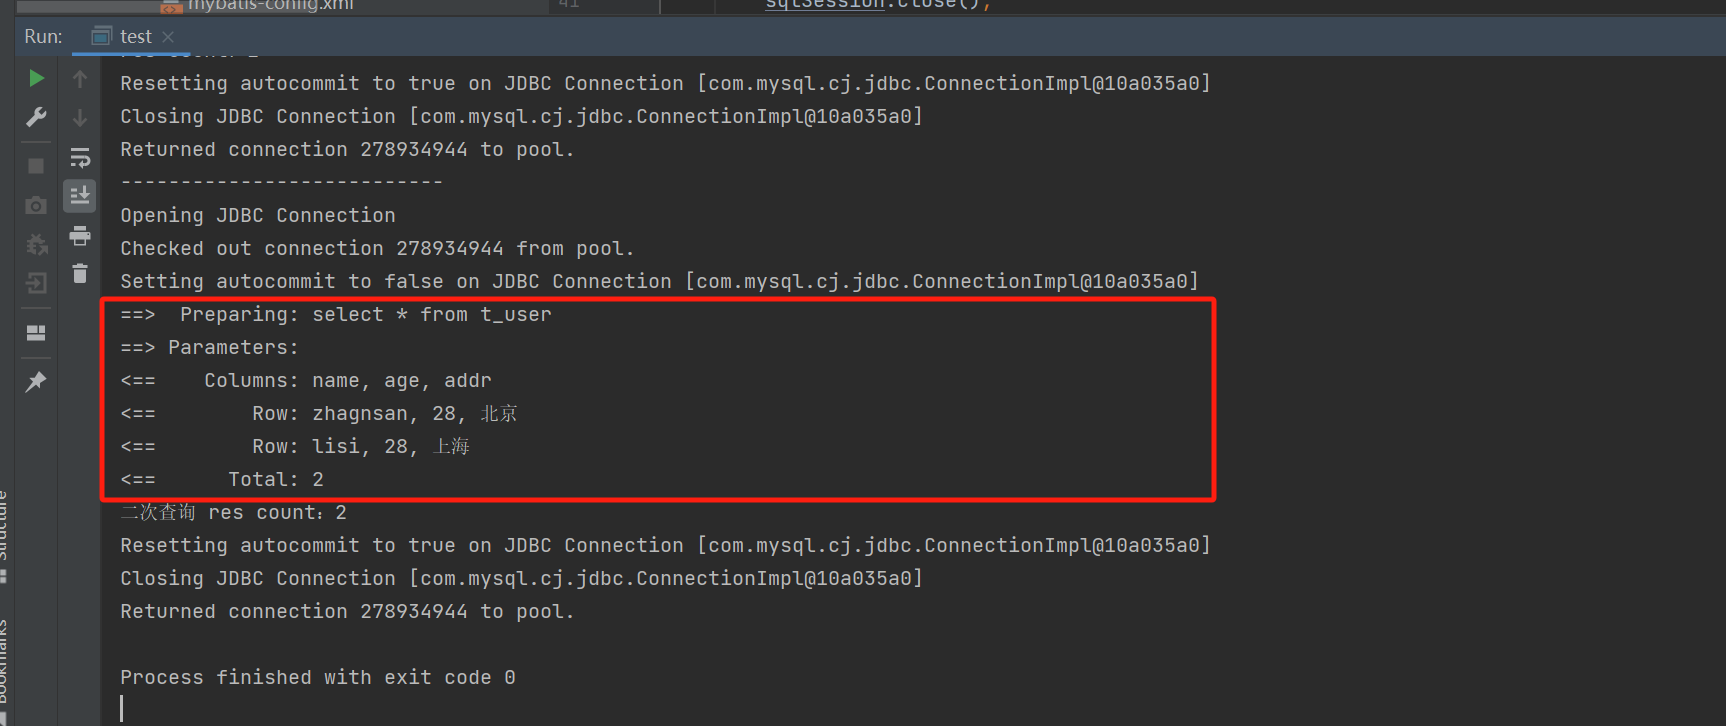 mybatis-config.xml
41
sqlSession.close();
Run:
test
Resetting autocommit to true on JDBC Connection [com.mysql.cj.jdbc.ConnectionImpl@10a035a0]
Closing JDBC Connection [com.mysql.cj.jdbc.ConnectionImpl@10a035a0]
Returned connection 278934944 to pool.
---------------------------
Opening JDBC Connection
Checked out connection 278934944 from pool.
Setting autocommit to false on JDBC Connection [com.mysql.cj.jdbc.ConnectionImpl@10a035a0]
==>  Preparing: select * from t_user
==> Parameters:
<==    Columns: name, age, addr
<==        Row: zhagnsan, 28, 北京
<==        Row: lisi, 28, 上海
<==      Total: 2
二次查询 res count：2
Resetting autocommit to true on JDBC Connection [com.mysql.cj.jdbc.ConnectionImpl@10a035a0]
Closing JDBC Connection [com.mysql.cj.jdbc.ConnectionImpl@10a035a0]
Returned connection 278934944 to pool.
Process finished with exit code 0
Structure
Bookmarks